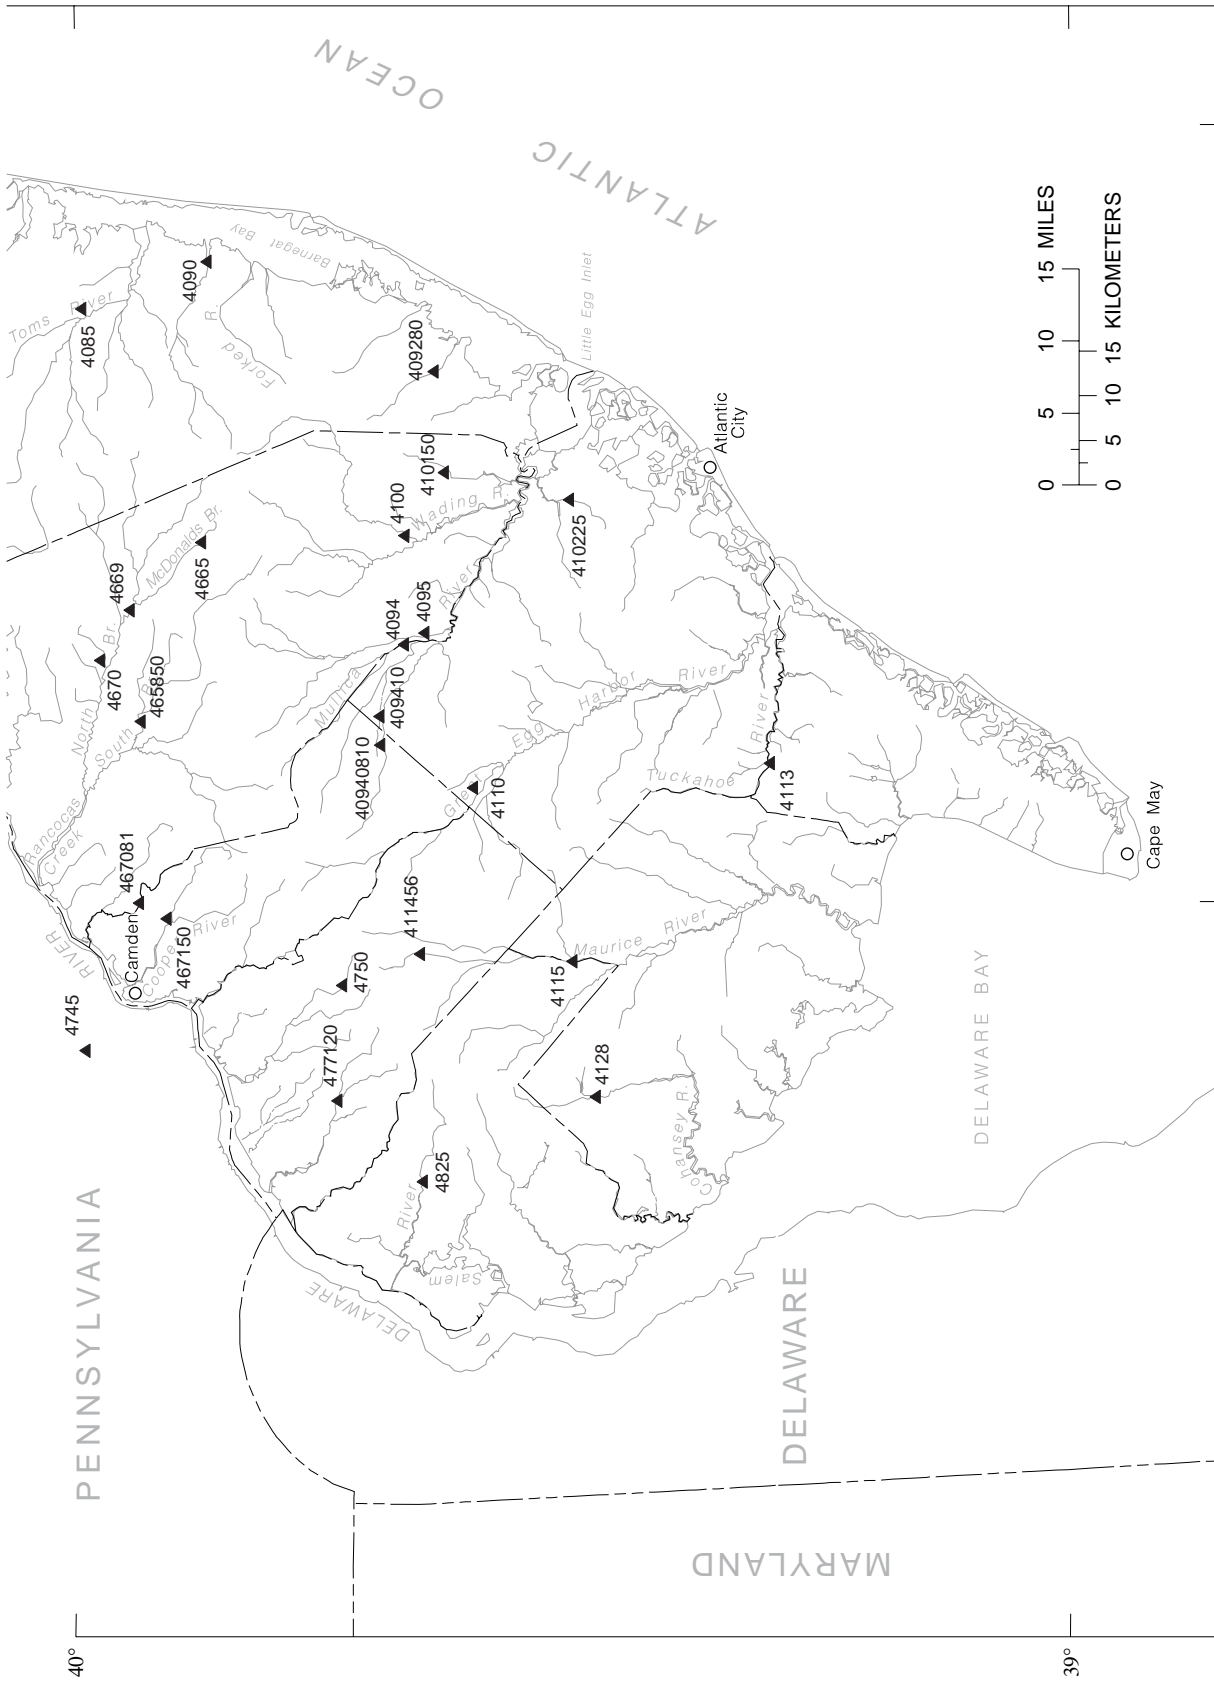 40°
39°
PENNSYLVANIA
MARYLAND
DELAWARE
DELAWARE BAY
ATLANTIC
OCEAN
DELAWARE
RIVER
Camden
Atlantic
City
Cape May
Toms River
Forked R.
Barnegat Bay
Little Egg Inlet
McDonalds Br.
Wading R.
Mullica
River
Rancocas
Creek
North Br.
South Br.
Cooper River
Great Egg Harbor River
Tuckahoe
River
Maurice River
Cohansey R.
Salem
River
4745
467081
467150
4670
465850
4669
4665
4085
4090
409280
410150
4100
410225
4094
4095
409410
40940810
4110
4113
411456
4115
4750
477120
4825
4128
0 5 10 15 MILES
0 5 10 15 KILOMETERS